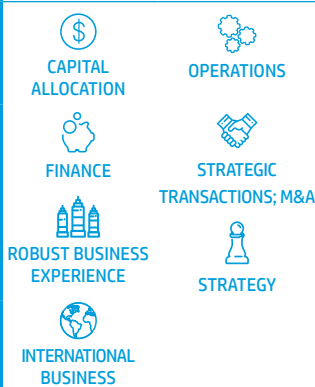 $
CAPITAL
ALLOCATION
OPERATIONS
FINANCE
STRATEGIC
TRANSACTIONS; M&A
ROBUST BUSINESS
EXPERIENCE
STRATEGY
INTERNATIONAL
BUSINESS